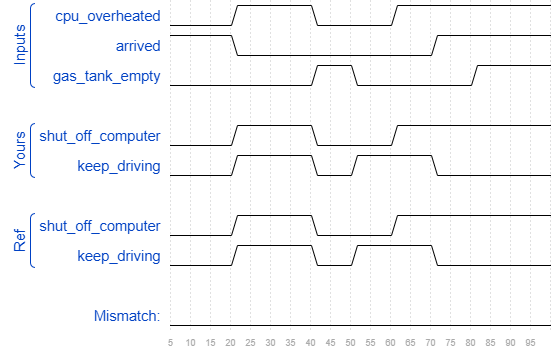 Inputs
cpu_overheated
arrived
gas_tank_empty
Yours
shut_off_computer
keep_driving
Ref
shut_off_computer
keep_driving
Mismatch:
5 10 15 20 25 30 35 40 45 50 55 60 65 70 75 80 85 90 95